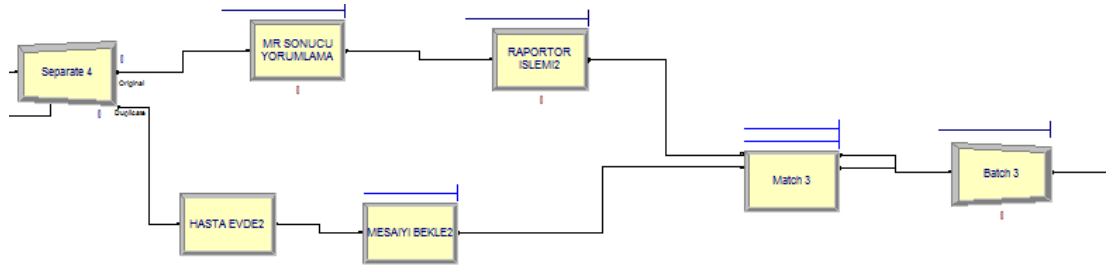 MR SONUCU
YORUMLAMA
RAPORTOR
ISLEMI2
Separate 4
Original
Duplicate
Match 3
Batch 3
HASTA EVDE2
MESAIYI BEKLE2